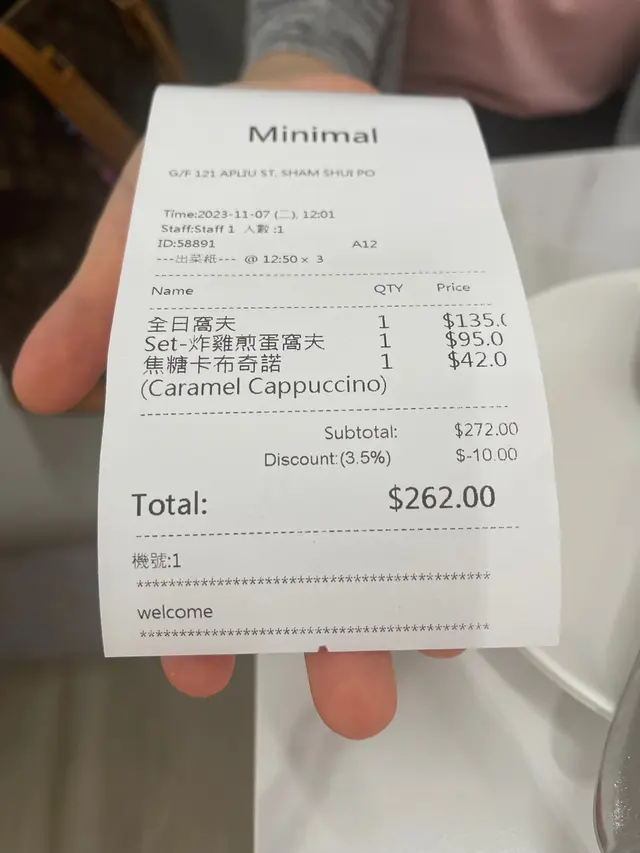 Minimal
G/F 121 APLIU ST, SHAM SHUI PO
Time:2023-11-07 (二), 12:01
Staff:Staff 1 人數 :1
ID:58891 A12
---出菜紙--- @ 12:50 x 3
Name QTY Price
全日窩夫 1 $135.(
Set-炸雞煎蛋窩夫 1 $95.0
焦糖卡布奇諾 1 $42.0
(Caramel Cappuccino)
Subtotal: $272.00
Discount:(3.5%) $-10.00
Total: $262.00
機號:1
********************************************
welcome
********************************************